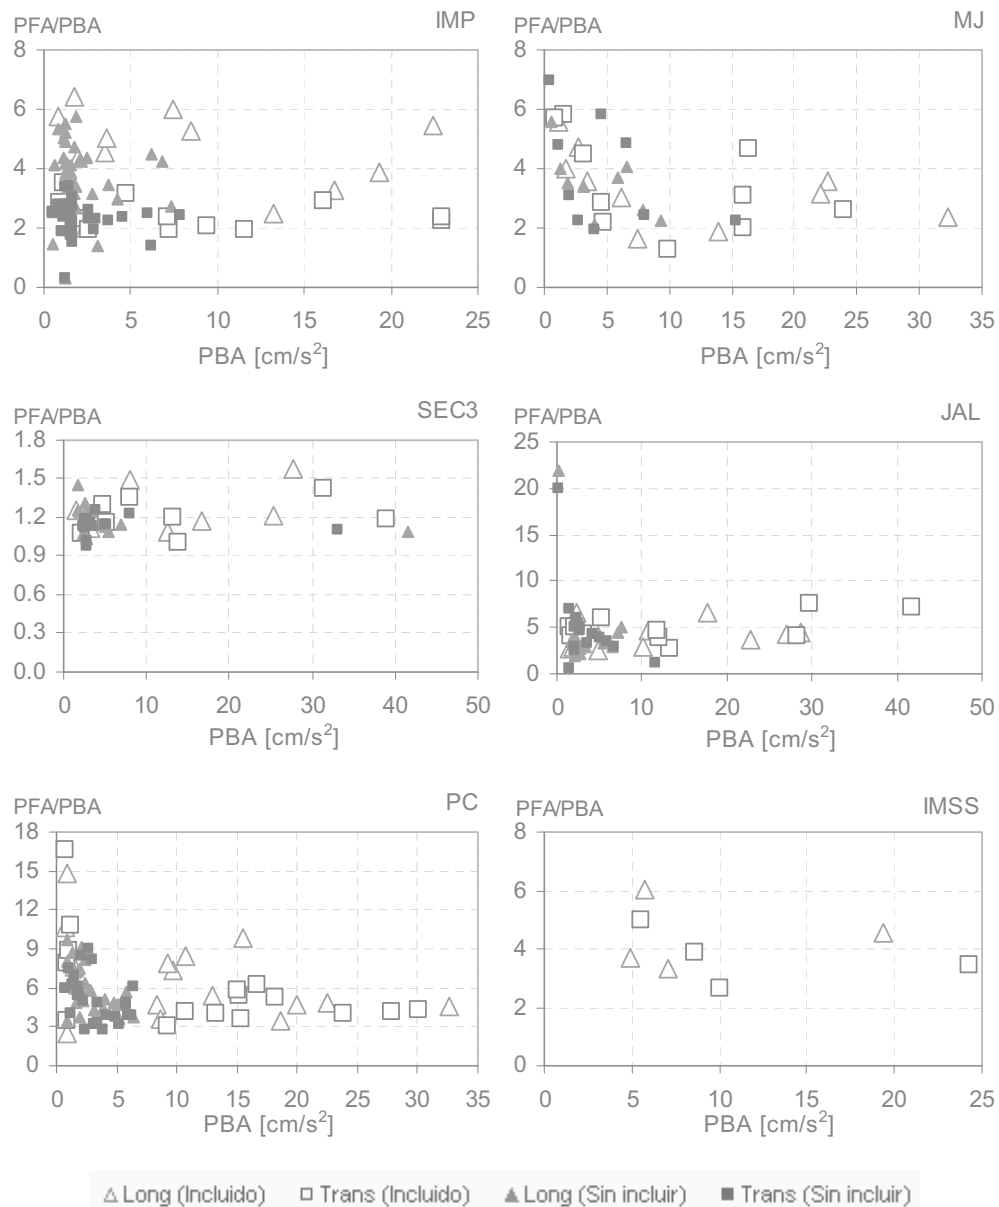 PFA/PBA IMP
8
6
4
2
0
0 5 10 15 20 25
PBA [cm/s²]
PFA/PBA MJ
8
6
4
2
0
0 5 10 15 20 25 30 35
PBA [cm/s²]
PFA/PBA SEC3
1.8
1.5
1.2
0.9
0.6
0.3
0.0
0 10 20 30 40 50
PBA [cm/s²]
PFA/PBA JAL
25
20
15
10
5
0
0 10 20 30 40 50
PBA [cm/s²]
PFA/PBA PC
18
15
12
9
6
3
0
0 5 10 15 20 25 30 35
PBA [cm/s²]
PFA/PBA IMSS
8
6
4
2
0
0 5 10 15 20 25
PBA [cm/s²]
Long (Incluido) Trans (Incluido) Long (Sin incluir) Trans (Sin incluir)